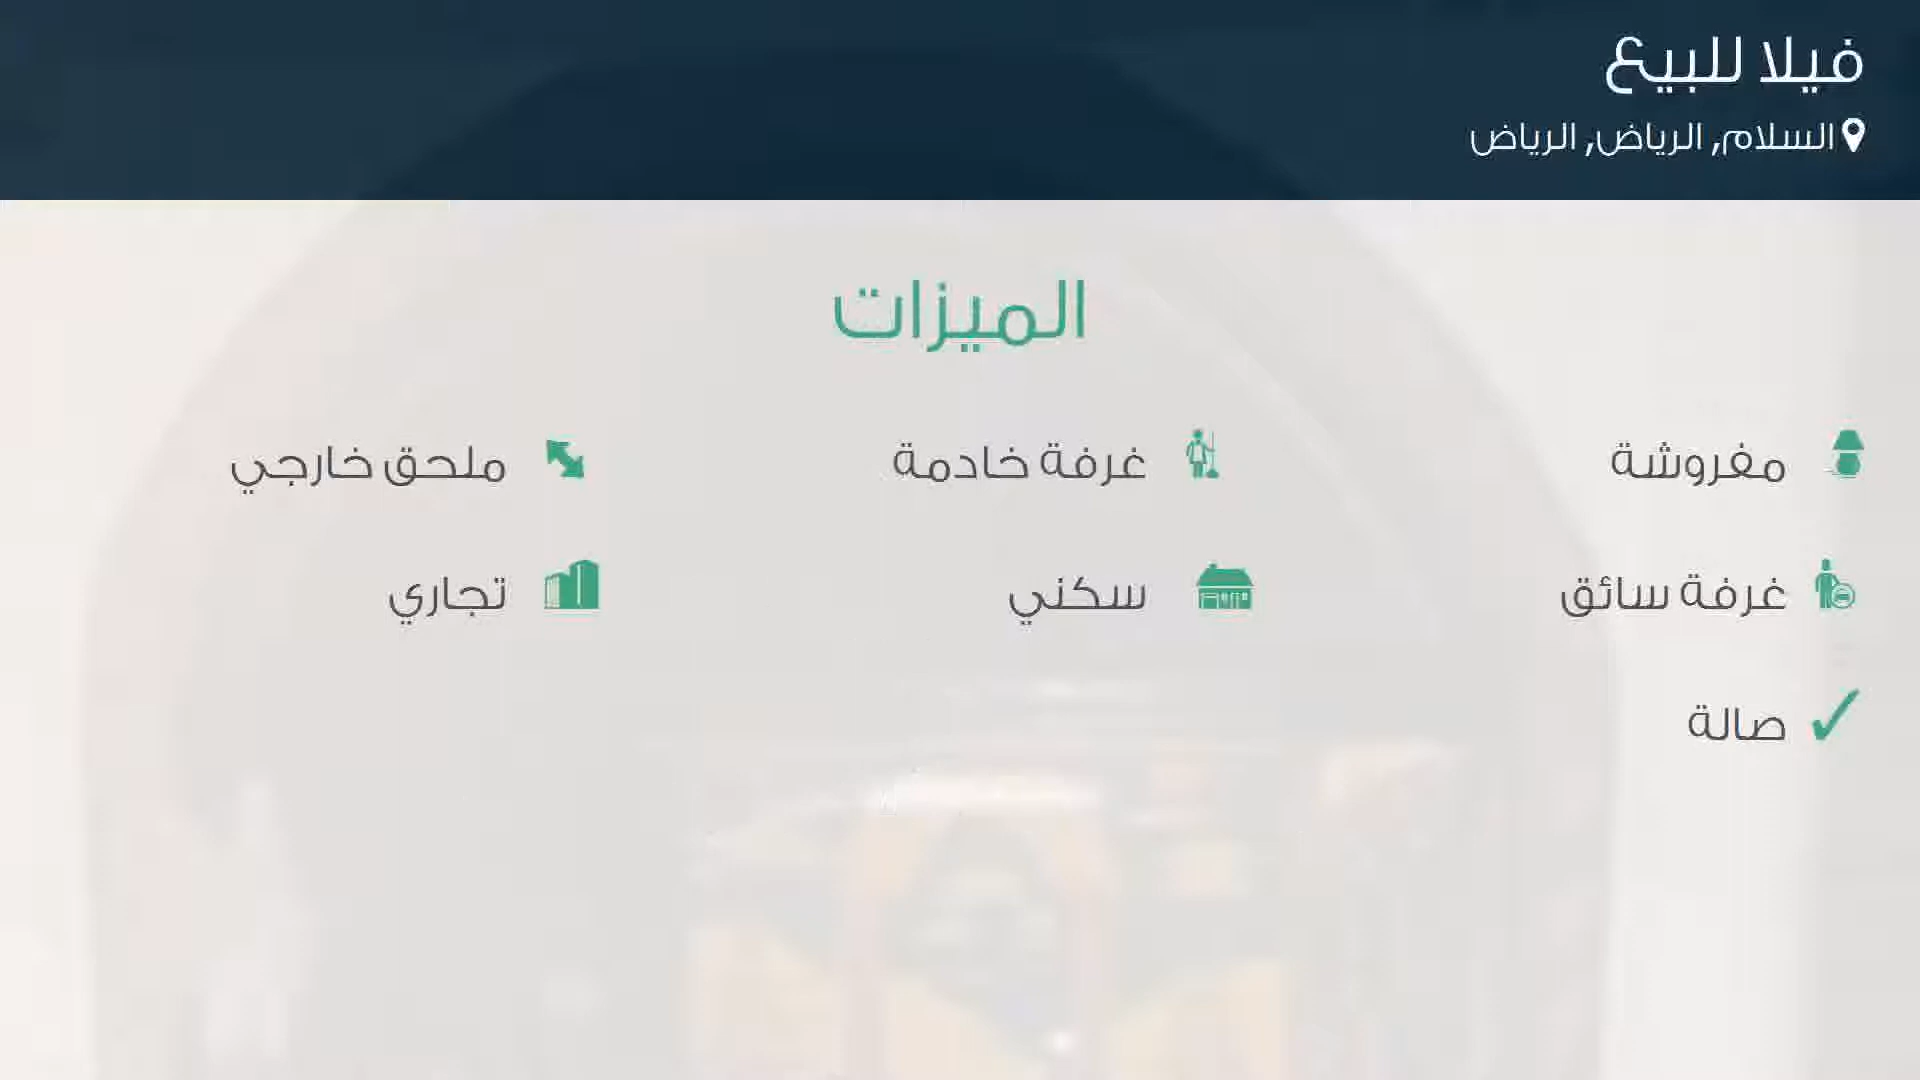 فيلا للبيع
السلام, الرياض, الرياض
الميزات
مفروشة
غرفة خادمة
ملحق خارجي
غرفة سائق
سكني
تجاري
صالة